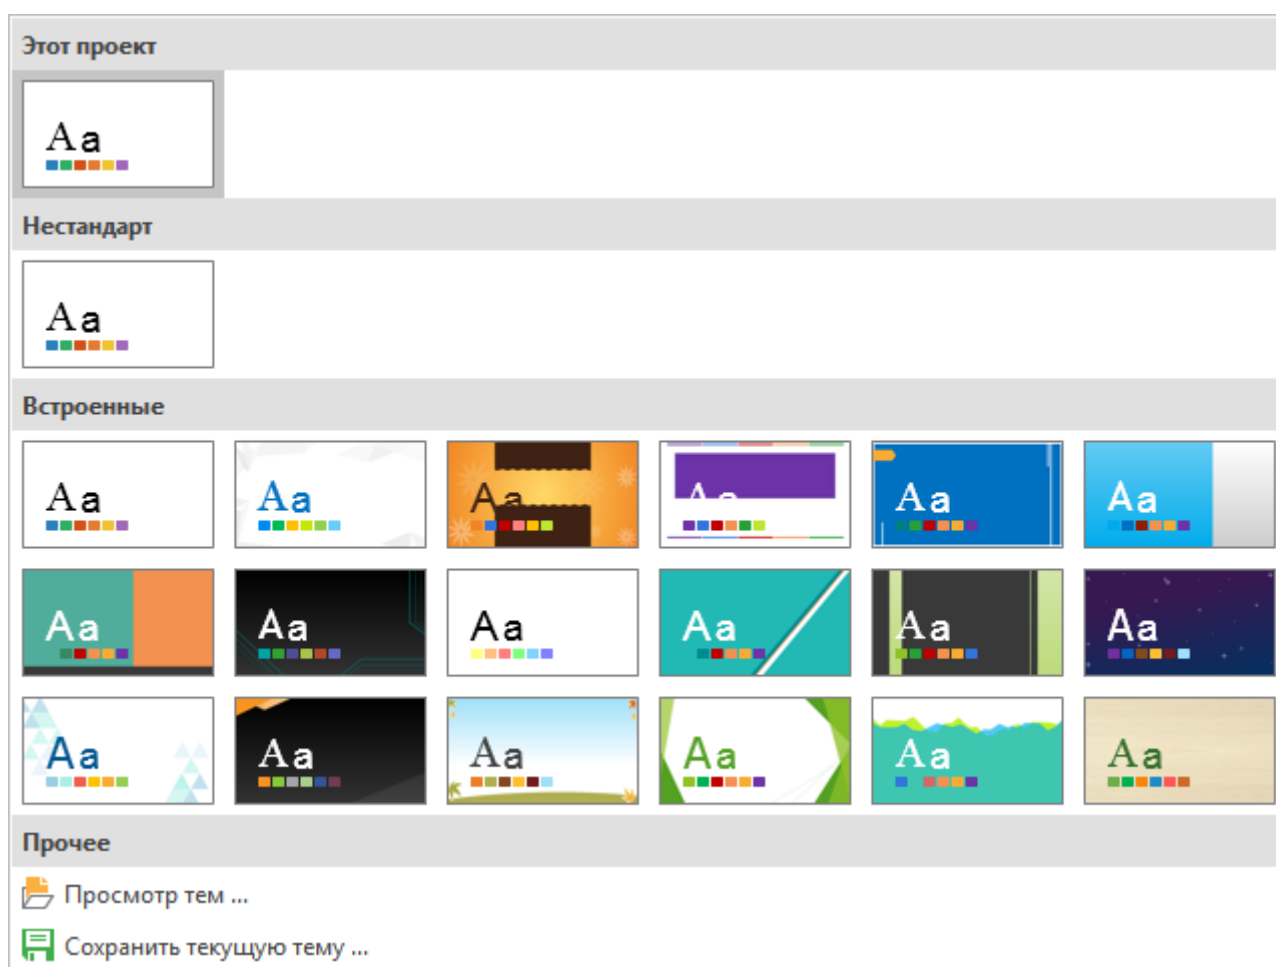 Этот проект
Aa
Нестандарт
Aa
Встроенные
Aa Aa Aa Aa Aa Aa
Aa Aa Aa Aa Aa Aa
Aa Aa Aa Aa Aa Aa
Прочее
Просмотр тем ...
Сохранить текущую тему ...